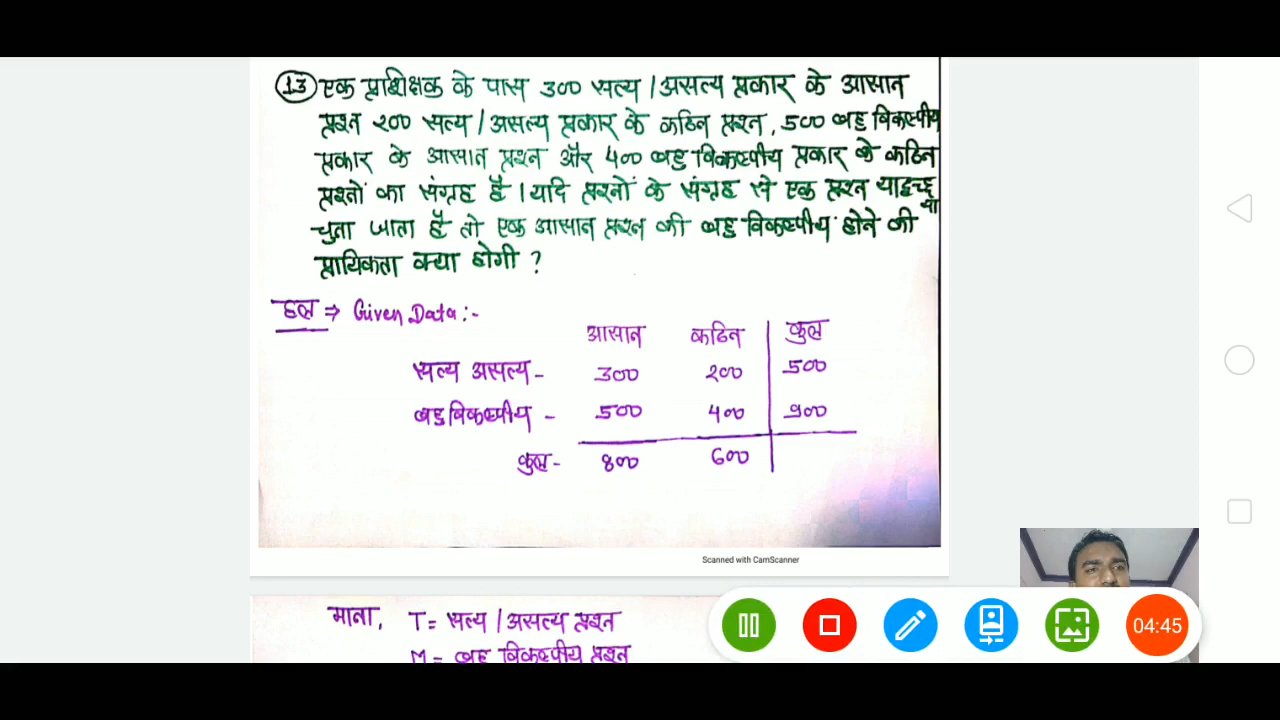 13 एक प्राशिक्षक के पास 300 सत्य / असत्य प्रकार के आसान
प्रश्न 200 सत्य / असत्य प्रकार के कठिन प्रश्न, 500 बहु विकल्पीय
प्रकार के आसान प्रश्न और 400 बहु विकल्पीय प्रकार के कठिन
प्रश्नों का संग्रह है । यदि प्रश्नों के संग्रह से एक प्रश्न यादृच्छया
चुना जाता है तो एक आसान प्रश्न की बहु विकल्पीय होने की
प्रायिकता क्या होगी ?
हल ⇒ Given Data :-
आसान कठिन कुल
सत्य असत्य - 300 200 500
बहु विकल्पीय - 500 400 900
कुल - 800 600
Scanned with CamScanner
माना, T = सत्य / असत्य प्रश्न
M = बहु विकल्पीय प्रश्न
04:45